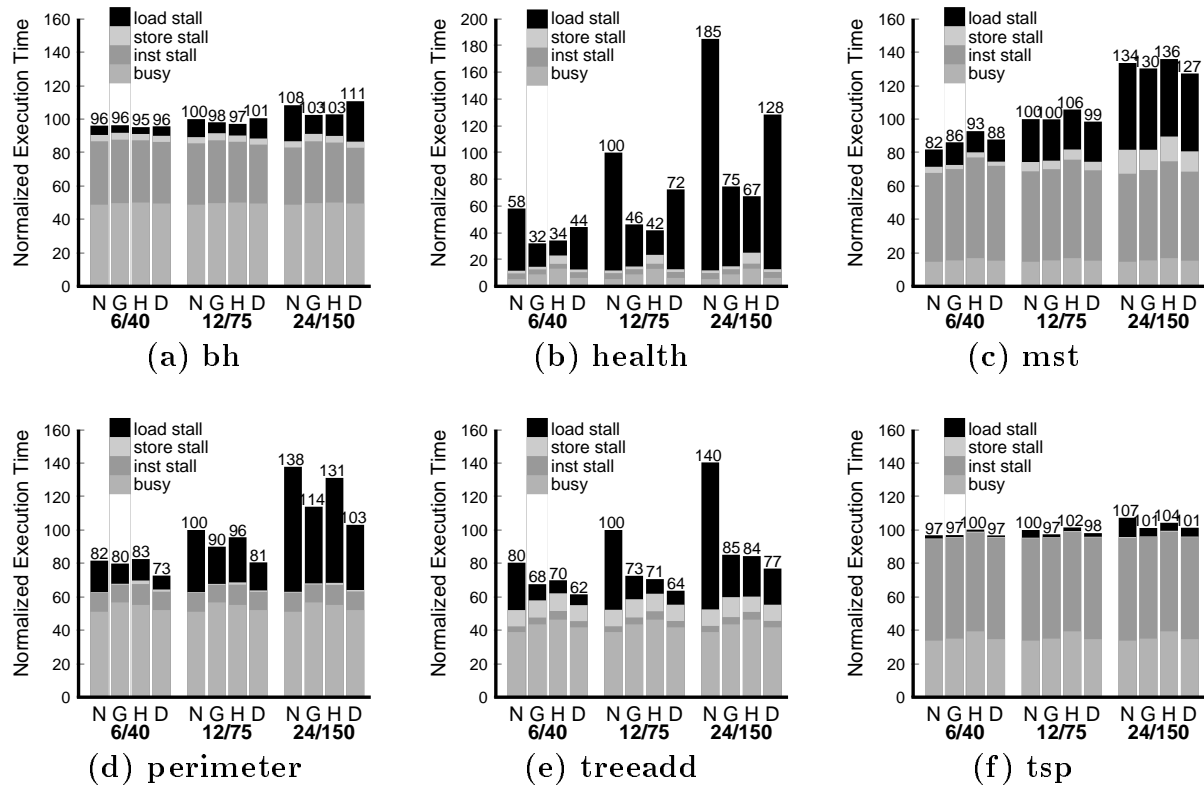 Normalized Execution Time
160
140
120
100
80
60
40
20
0
load stall
store stall
inst stall
busy
96 96 95 96
100 98 97 101
108 103 103 111
N G H D N G H D N G H D
6/40 12/75 24/150
(a) bh
Normalized Execution Time
200
180
160
140
120
100
80
60
40
20
0
load stall
store stall
inst stall
busy
58 32 34 44
100 46 42 72
185 75 67 128
N G H D N G H D N G H D
6/40 12/75 24/150
(b) health
Normalized Execution Time
160
140
120
100
80
60
40
20
0
load stall
store stall
inst stall
busy
82 86 93 88
100 100 106 99
134 130 136 127
N G H D N G H D N G H D
6/40 12/75 24/150
(c) mst
Normalized Execution Time
160
140
120
100
80
60
40
20
0
load stall
store stall
inst stall
busy
82 80 83 73
100 90 96 81
138 114 131 103
N G H D N G H D N G H D
6/40 12/75 24/150
(d) perimeter
Normalized Execution Time
160
140
120
100
80
60
40
20
0
load stall
store stall
inst stall
busy
80 68 70 62
100 73 71 64
140 85 84 77
N G H D N G H D N G H D
6/40 12/75 24/150
(e) treeadd
Normalized Execution Time
160
140
120
100
80
60
40
20
0
load stall
store stall
inst stall
busy
97 97 100 97
100 97 102 98
107 101 104 101
N G H D N G H D N G H D
6/40 12/75 24/150
(f) tsp